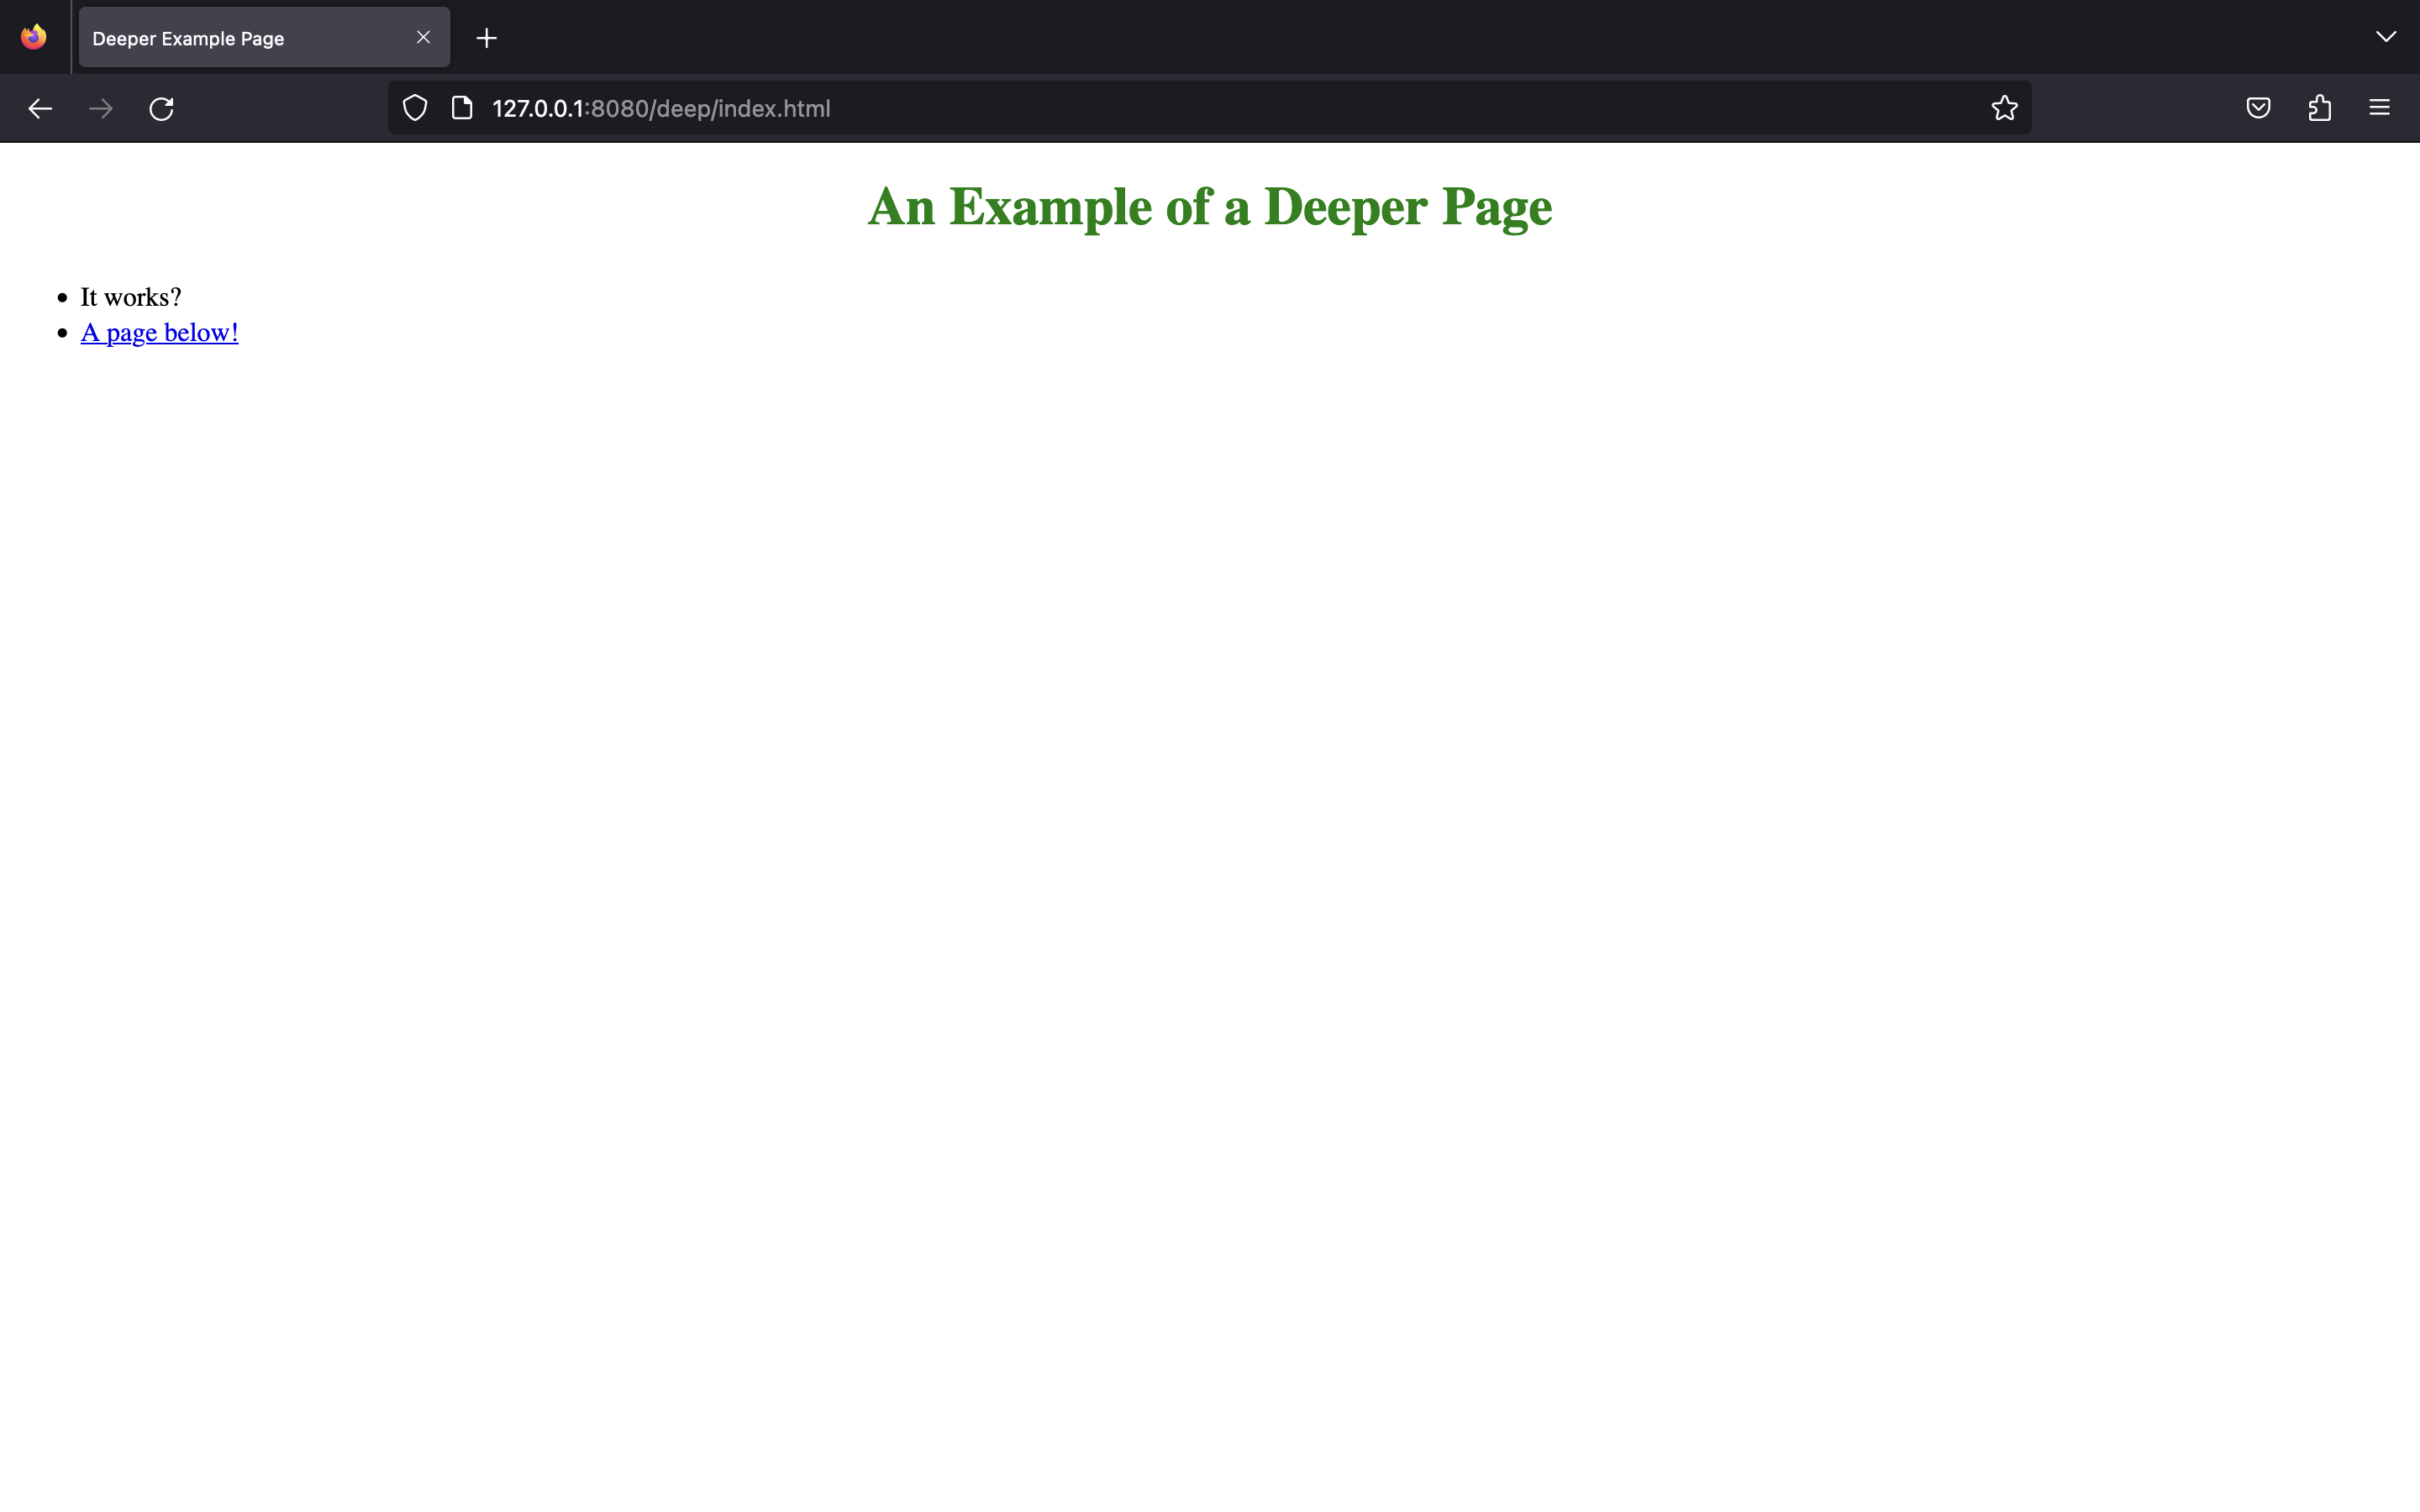 Deeper Example Page
127.0.0.1:8080/deep/index.html
An Example of a Deeper Page
It works?
A page below!